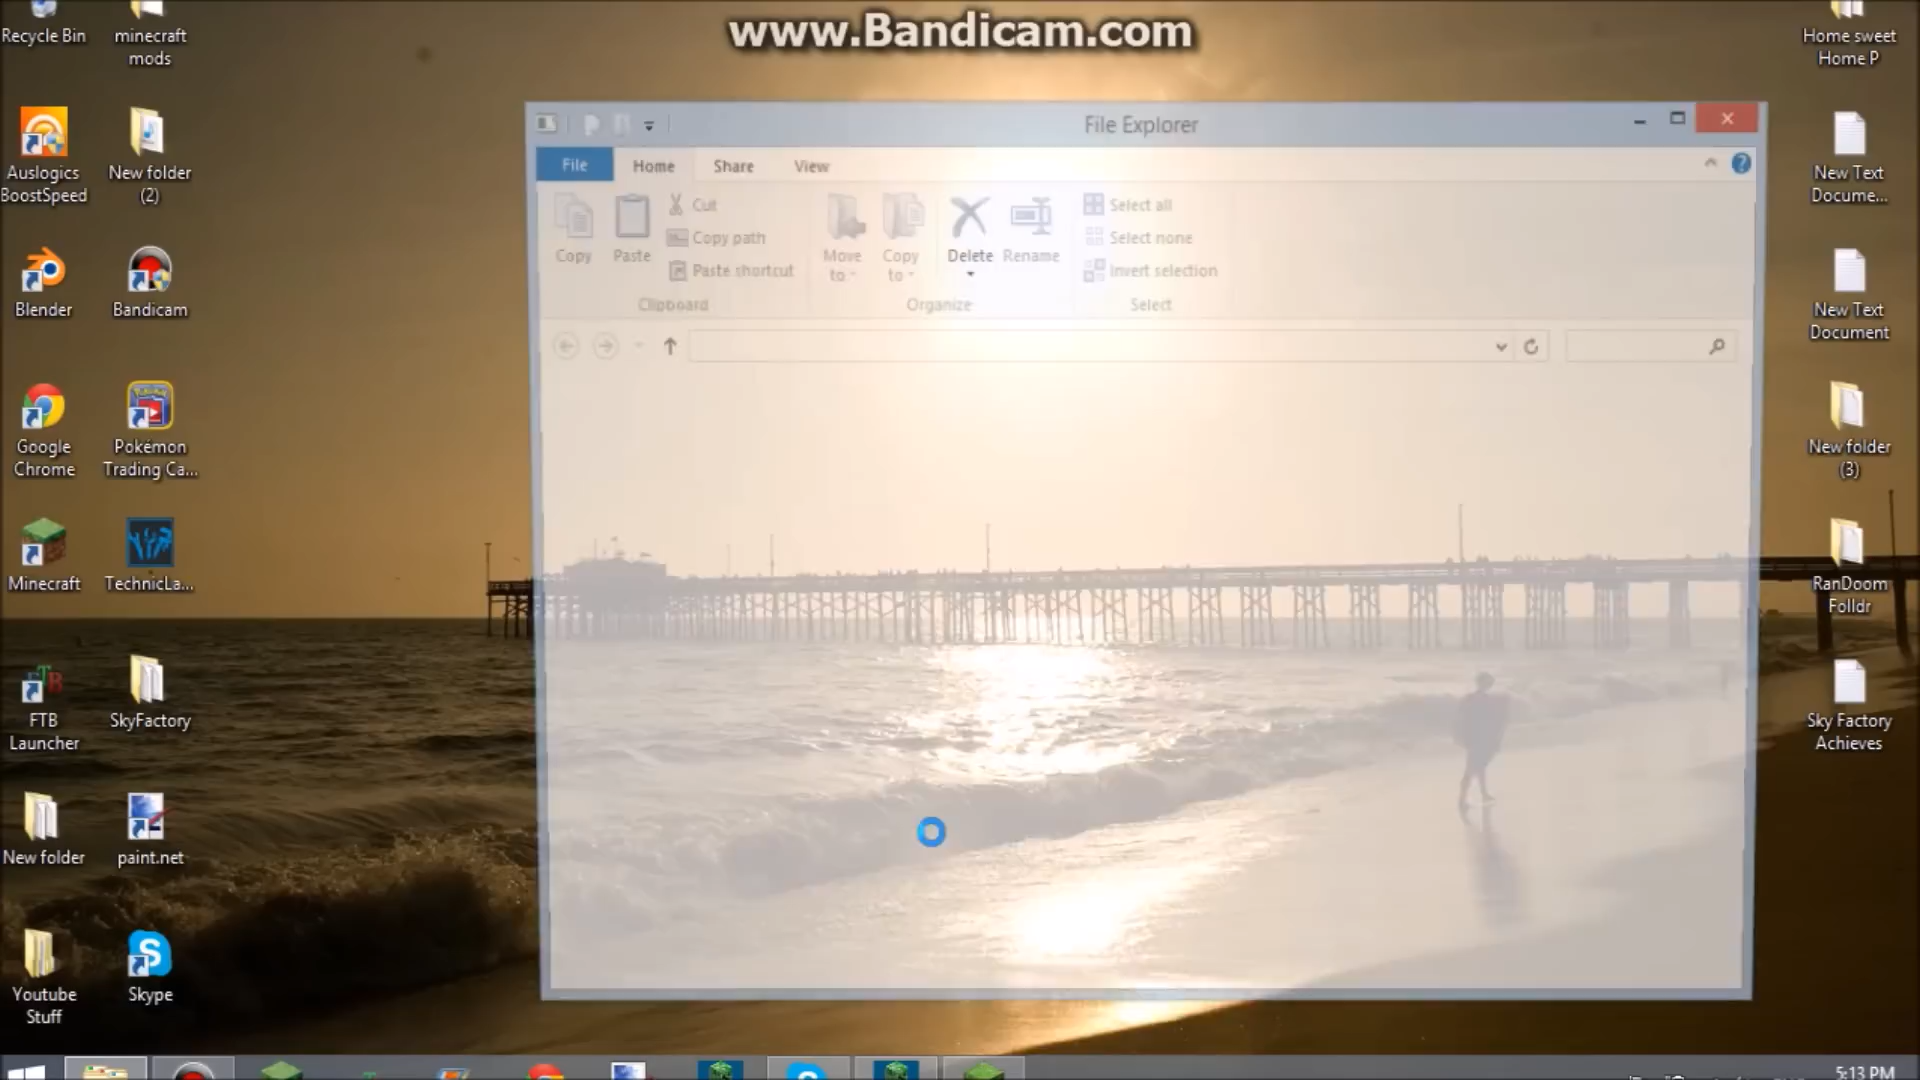 www.Bandicam.com
Recycle Bin
minecraft
mods
Auslogics
BoostSpeed
New folder
(2)
Blender
Bandicam
Google
Chrome
Pokémon
Trading Ca...
Minecraft
TechnicLa...
FTB
Launcher
SkyFactory
New folder
paint.net
Youtube
Stuff
Skype
File Explorer
File
Home
Share
View
Copy
Paste
Cut
Copy path
Paste shortcut
Clipboard
Move
to
Copy
to
Delete
Rename
Organize
Select all
Select none
Invert selection
Select
Home sweet
Home P
New Text
Docume...
New Text
Document
New folder
(3)
RanDoom
Folldr
Sky Factory
Achieves
5:13 PM